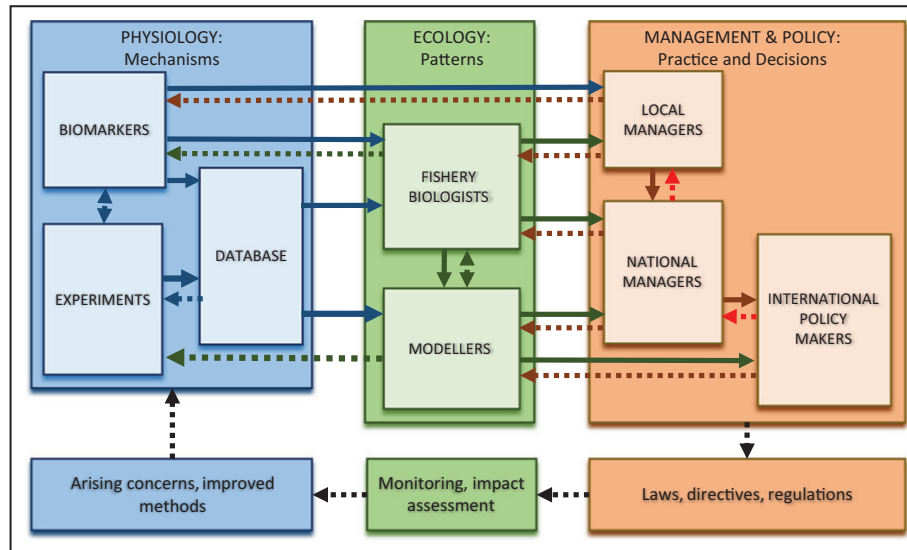 PHYSIOLOGY:
Mechanisms
ECOLOGY:
Patterns
MANAGEMENT & POLICY:
Practice and Decisions
BIOMARKERS
EXPERIMENTS
DATABASE
FISHERY
BIOLOGISTS
MODELLERS
LOCAL
MANAGERS
NATIONAL
MANAGERS
INTERNATIONAL
POLICY
MAKERS
Arising concerns, improved
methods
Monitoring, impact
assessment
Laws, directives, regulations